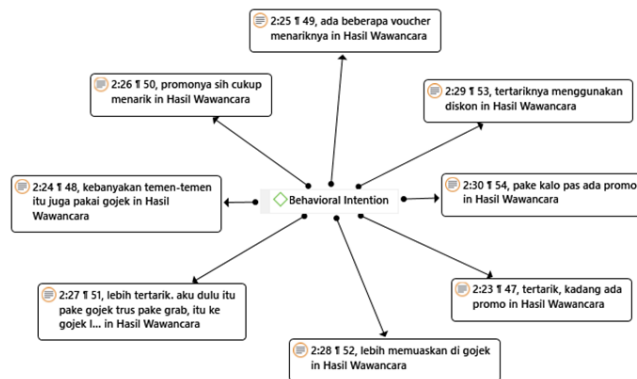 2:25 ¶ 49, ada beberapa voucher
menariknya in Hasil Wawancara
2:26 ¶ 50, promonya sih cukup
menarik in Hasil Wawancara
2:29 ¶ 53, tertariknya menggunakan
diskon in Hasil Wawancara
2:24 ¶ 48, kebanyakan temen-temen
itu juga pakai gojek in Hasil
Wawancara
Behavioral Intention
2:30 ¶ 54, pake kalo pas ada promo
in Hasil Wawancara
2:27 ¶ 51, lebih tertarik. aku dulu itu
pake gojek trus pake grab, itu ke
gojek l... in Hasil Wawancara
2:23 ¶ 47, tertarik, kadang ada
promo in Hasil Wawancara
2:28 ¶ 52, lebih memuaskan di gojek
in Hasil Wawancara